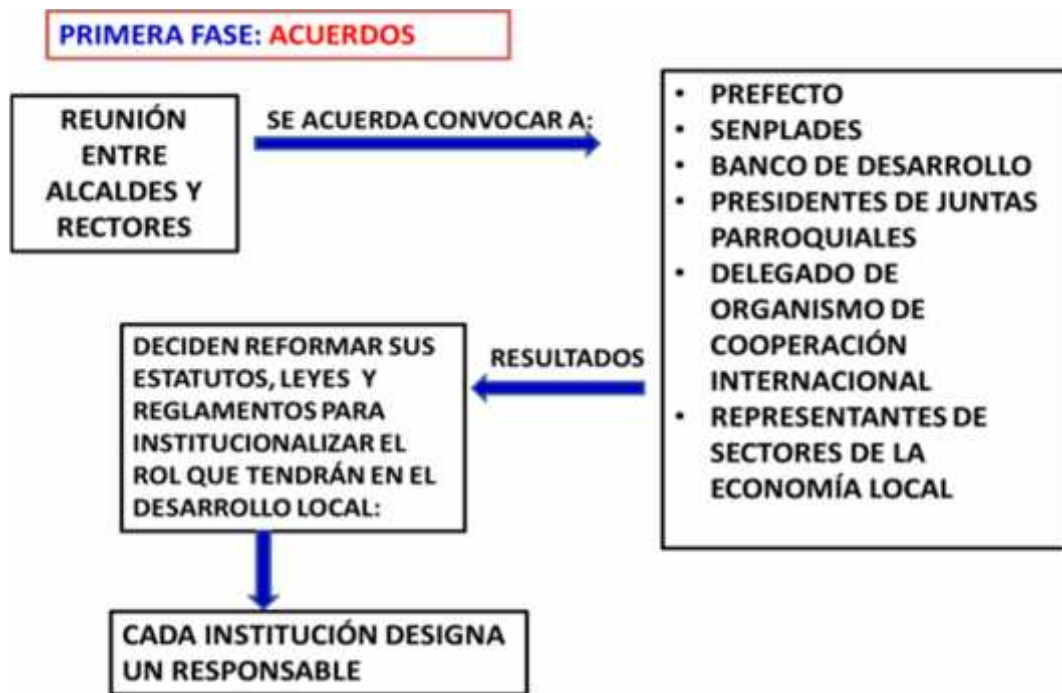 PRIMERA FASE: ACUERDOS
REUNIÓN
ENTRE
ALCALDES Y
RECTORES
SE ACUERDA CONVOCAR A:
• PREFECTO
• SENPLADES
• BANCO DE DESARROLLO
• PRESIDENTES DE JUNTAS
PARROQUIALES
• DELEGADO DE
ORGANISMO DE
COOPERACIÓN
INTERNACIONAL
• REPRESENTANTES DE
SECTORES DE LA
ECONOMÍA LOCAL
RESULTADOS
DECIDEN REFORMAR SUS
ESTATUTOS, LEYES Y
REGLAMENTOS PARA
INSTITUCIONALIZAR EL
ROL QUE TENDRÁN EN EL
DESARROLLO LOCAL:
CADA INSTITUCIÓN DESIGNA
UN RESPONSABLE